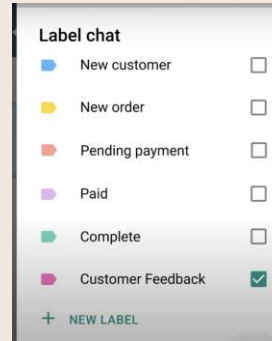 Label chat
New customer
New order
Pending payment
Paid
Complete
Customer Feedback
+ NEW LABEL